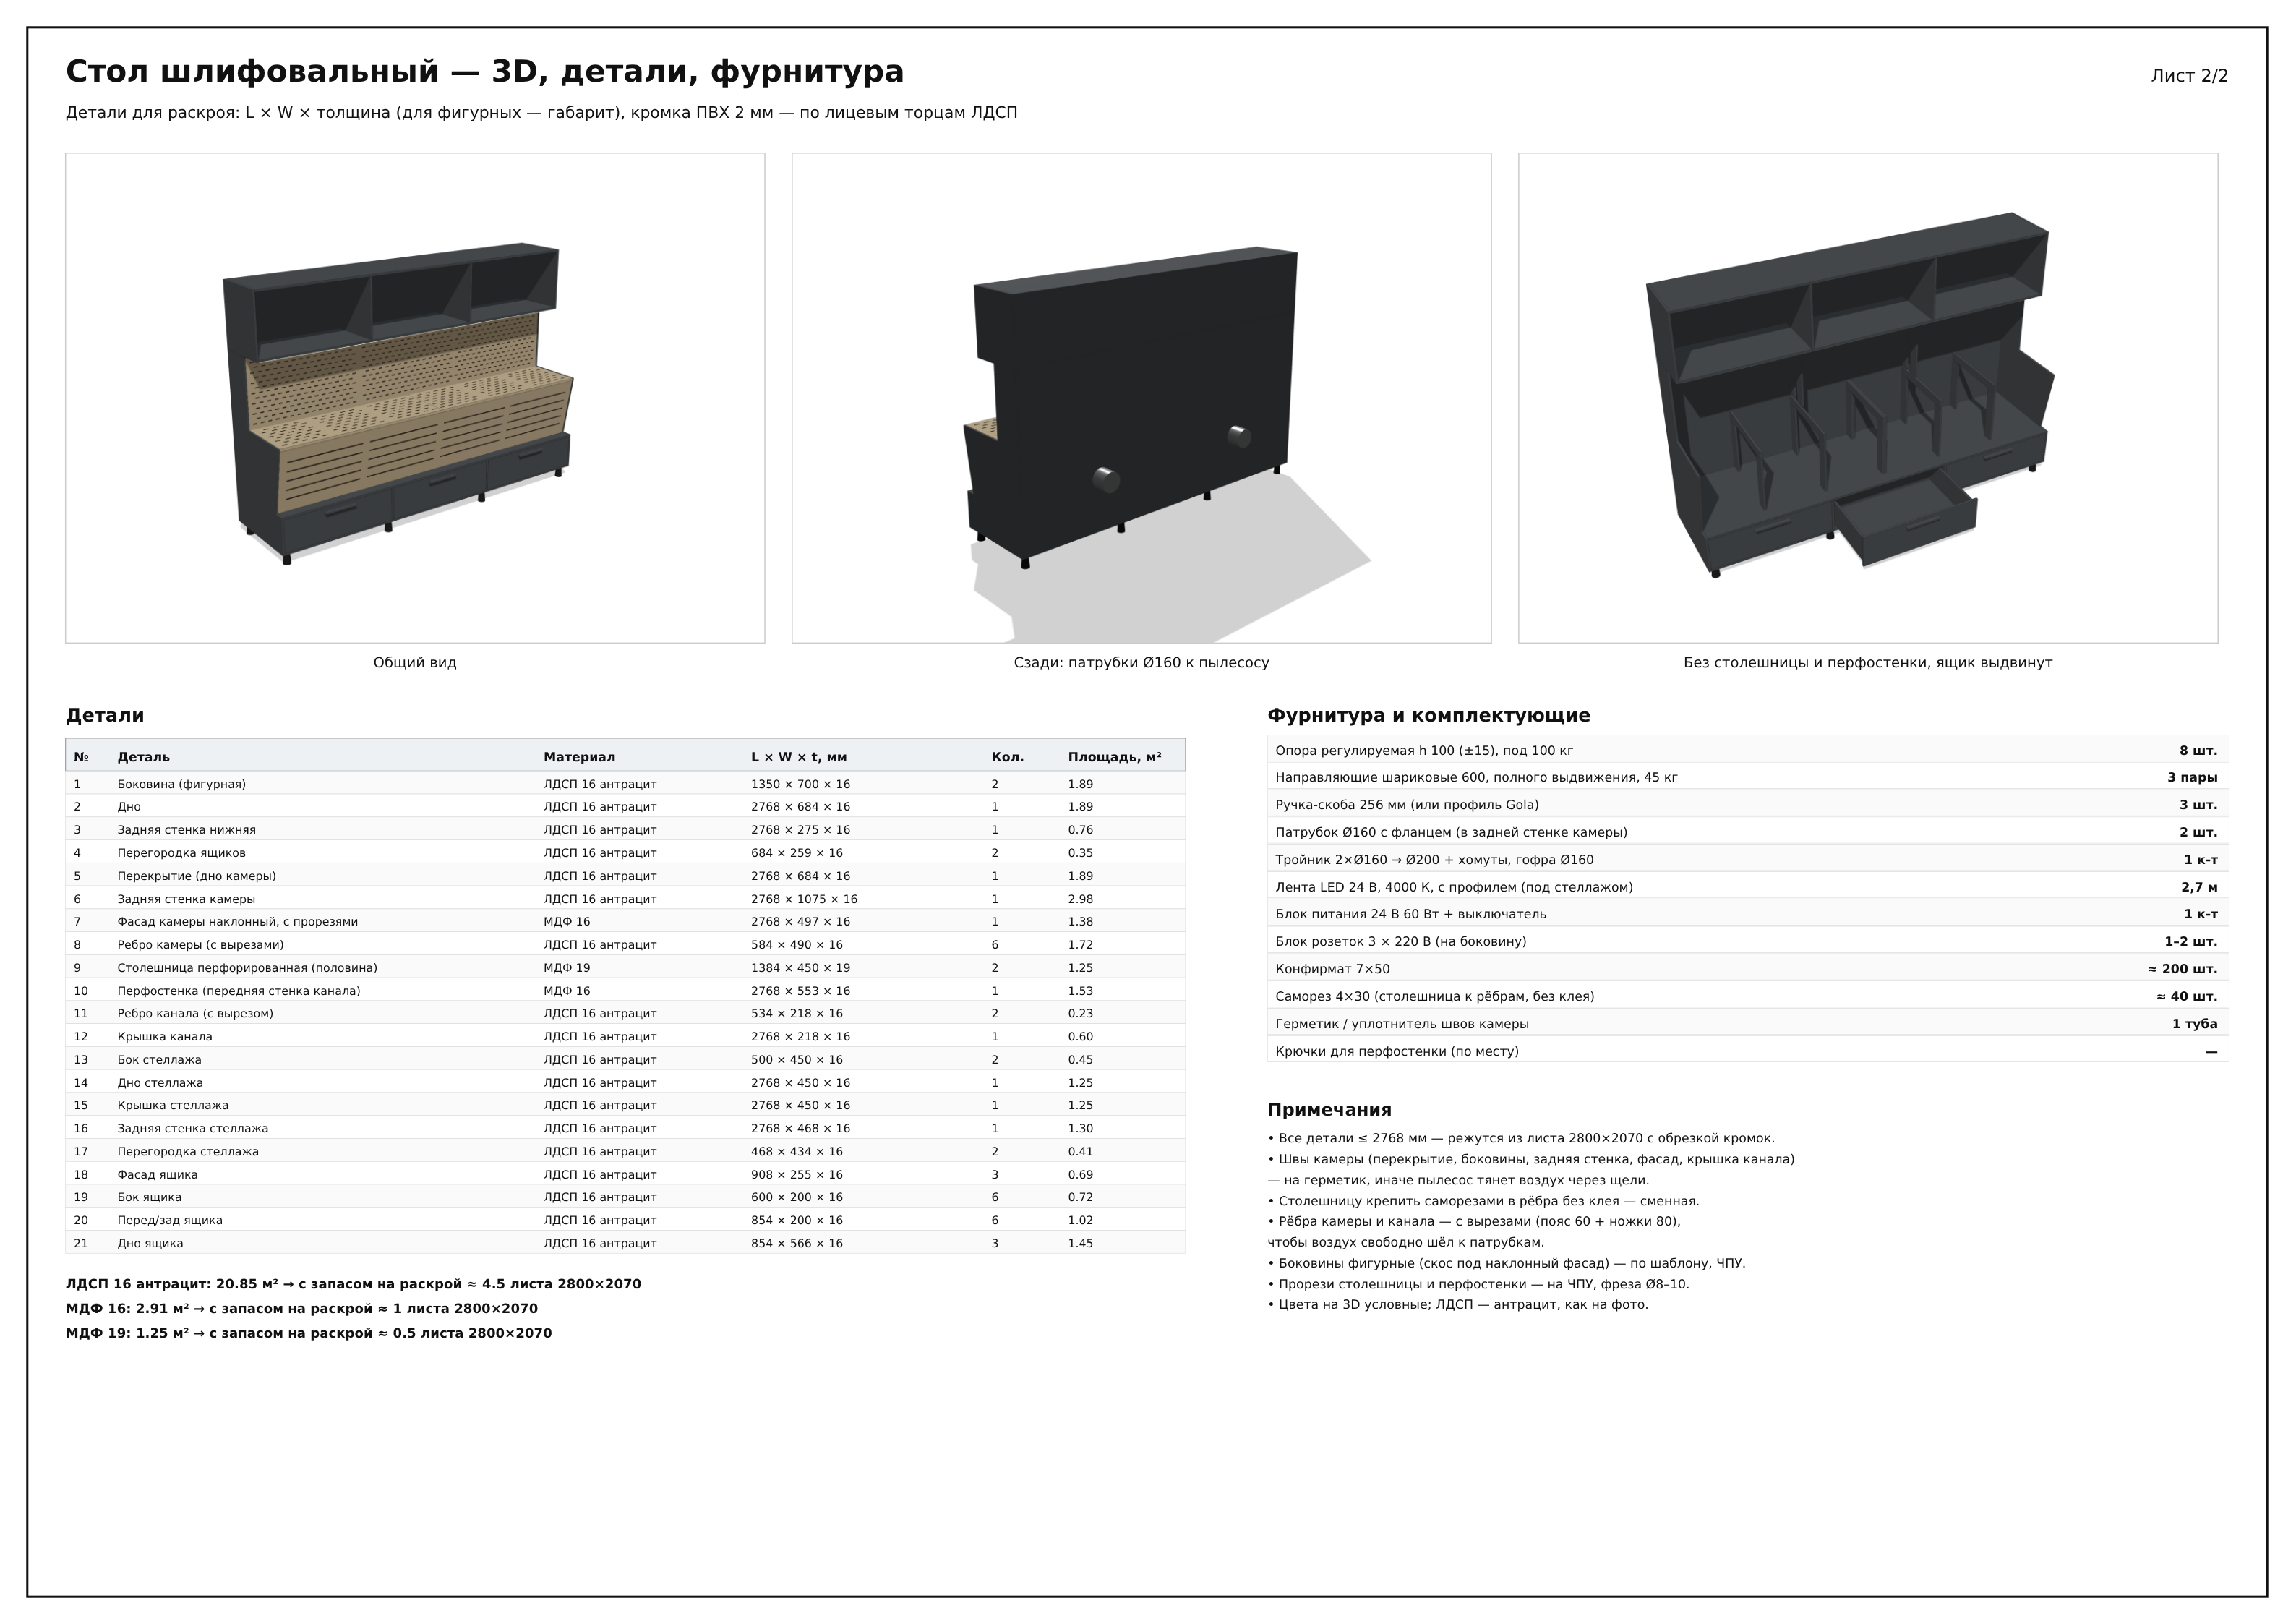 Стол шлифовальный — 3D, детали, фурнитура
Лист 2/2
Детали для раскроя: L × W × толщина (для фигурных — габарит), кромка ПВХ 2 мм — по лицевым торцам ЛДСП
Общий вид
Сзади: патрубки Ø160 к пылесосу
Без столешницы и перфостенки, ящик выдвинут
Детали
№ Деталь Материал L × W × t, мм Кол. Площадь, м²
1 Боковина (фигурная) ЛДСП 16 антрацит 1350 × 700 × 16 2 1.89
2 Дно ЛДСП 16 антрацит 2768 × 684 × 16 1 1.89
3 Задняя стенка нижняя ЛДСП 16 антрацит 2768 × 275 × 16 1 0.76
4 Перегородка ящиков ЛДСП 16 антрацит 684 × 259 × 16 2 0.35
5 Перекрытие (дно камеры) ЛДСП 16 антрацит 2768 × 684 × 16 1 1.89
6 Задняя стенка камеры ЛДСП 16 антрацит 2768 × 1075 × 16 1 2.98
7 Фасад камеры наклонный, с прорезями МДФ 16 2768 × 497 × 16 1 1.38
8 Ребро камеры (с вырезами) ЛДСП 16 антрацит 584 × 490 × 16 6 1.72
9 Столешница перфорированная (половина) МДФ 19 1384 × 450 × 19 2 1.25
10 Перфостенка (передняя стенка канала) МДФ 16 2768 × 553 × 16 1 1.53
11 Ребро канала (с вырезом) ЛДСП 16 антрацит 534 × 218 × 16 2 0.23
12 Крышка канала ЛДСП 16 антрацит 2768 × 218 × 16 1 0.60
13 Бок стеллажа ЛДСП 16 антрацит 500 × 450 × 16 2 0.45
14 Дно стеллажа ЛДСП 16 антрацит 2768 × 450 × 16 1 1.25
15 Крышка стеллажа ЛДСП 16 антрацит 2768 × 450 × 16 1 1.25
16 Задняя стенка стеллажа ЛДСП 16 антрацит 2768 × 468 × 16 1 1.30
17 Перегородка стеллажа ЛДСП 16 антрацит 468 × 434 × 16 2 0.41
18 Фасад ящика ЛДСП 16 антрацит 908 × 255 × 16 3 0.69
19 Бок ящика ЛДСП 16 антрацит 600 × 200 × 16 6 0.72
20 Перед/зад ящика ЛДСП 16 антрацит 854 × 200 × 16 6 1.02
21 Дно ящика ЛДСП 16 антрацит 854 × 566 × 16 3 1.45
ЛДСП 16 антрацит: 20.85 м² → с запасом на раскрой ≈ 4.5 листа 2800×2070
МДФ 16: 2.91 м² → с запасом на раскрой ≈ 1 листа 2800×2070
МДФ 19: 1.25 м² → с запасом на раскрой ≈ 0.5 листа 2800×2070
Фурнитура и комплектующие
Опора регулируемая h 100 (±15), под 100 кг 8 шт.
Направляющие шариковые 600, полного выдвижения, 45 кг 3 пары
Ручка-скоба 256 мм (или профиль Gola) 3 шт.
Патрубок Ø160 с фланцем (в задней стенке камеры) 2 шт.
Тройник 2×Ø160 → Ø200 + хомуты, гофра Ø160 1 к-т
Лента LED 24 В, 4000 К, с профилем (под стеллажом) 2,7 м
Блок питания 24 В 60 Вт + выключатель 1 к-т
Блок розеток 3 × 220 В (на боковину) 1–2 шт.
Конфирмат 7×50 ≈ 200 шт.
Саморез 4×30 (столешница к рёбрам, без клея) ≈ 40 шт.
Герметик / уплотнитель швов камеры 1 туба
Крючки для перфостенки (по месту) —
Примечания
• Все детали ≤ 2768 мм — режутся из листа 2800×2070 с обрезкой кромок.
• Швы камеры (перекрытие, боковины, задняя стенка, фасад, крышка канала)
— на герметик, иначе пылесос тянет воздух через щели.
• Столешницу крепить саморезами в рёбра без клея — сменная.
• Рёбра камеры и канала — с вырезами (пояс 60 + ножки 80),
чтобы воздух свободно шёл к патрубкам.
• Боковины фигурные (скос под наклонный фасад) — по шаблону, ЧПУ.
• Прорези столешницы и перфостенки — на ЧПУ, фреза Ø8–10.
• Цвета на 3D условные; ЛДСП — антрацит, как на фото.